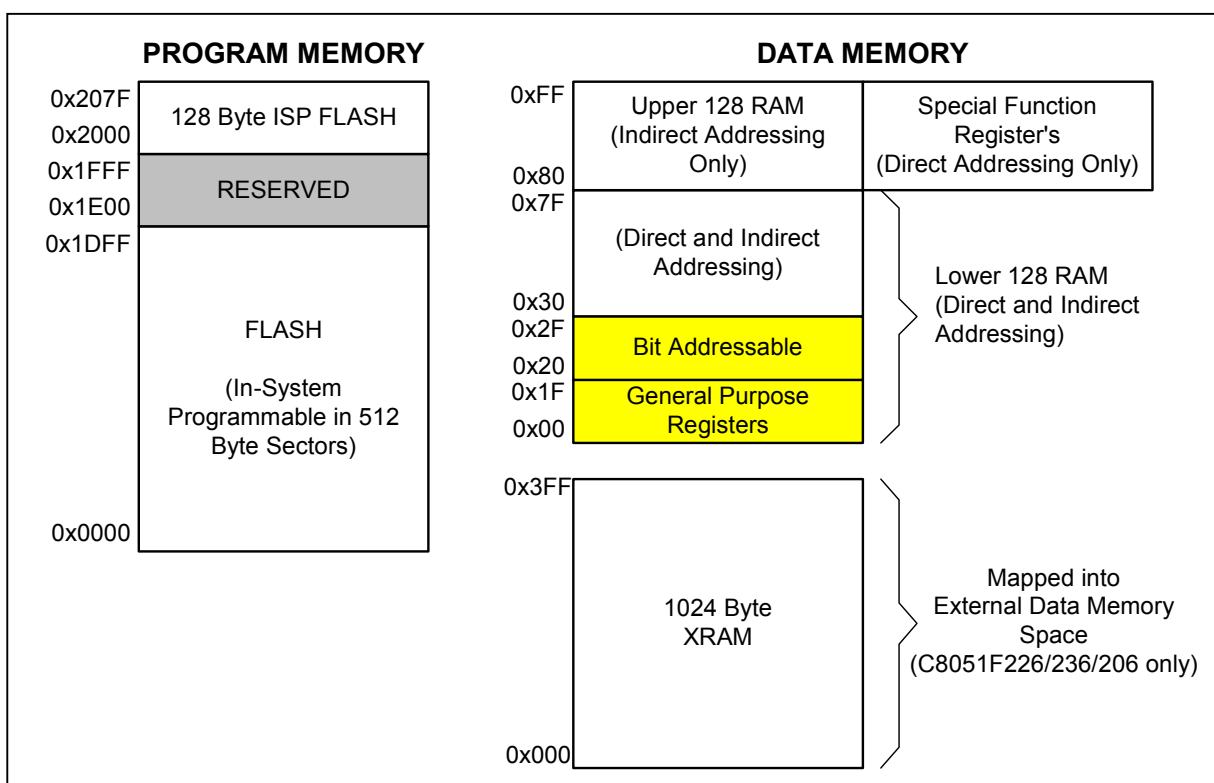 PROGRAM MEMORY
0x207F
0x2000
128 Byte ISP FLASH
0x1FFF
0x1E00
RESERVED
0x1DFF
FLASH
(In-System
Programmable in 512
Byte Sectors)
0x0000
DATA MEMORY
0xFF
0x80
Upper 128 RAM
(Indirect Addressing
Only)
Special Function
Register's
(Direct Addressing Only)
0x7F
0x30
(Direct and Indirect
Addressing)
0x2F
0x20
Bit Addressable
0x1F
0x00
General Purpose
Registers
Lower 128 RAM
(Direct and Indirect
Addressing)
0x3FF
1024 Byte
XRAM
0x000
Mapped into
External Data Memory
Space
(C8051F226/236/206 only)